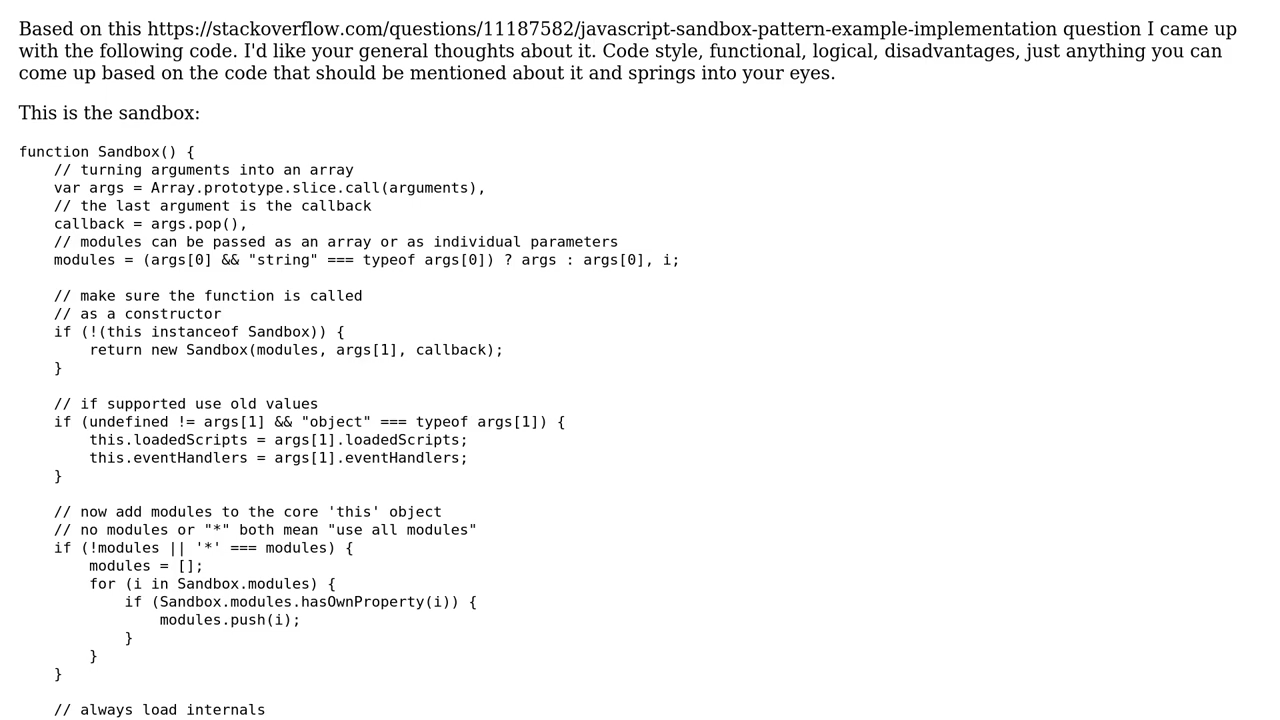 Based on this https://stackoverflow.com/questions/11187582/javascript-sandbox-pattern-example-implementation question I came up
with the following code. I'd like your general thoughts about it. Code style, functional, logical, disadvantages, just anything you can
come up based on the code that should be mentioned about it and springs into your eyes.
This is the sandbox:
function Sandbox() {
    // turning arguments into an array
    var args = Array.prototype.slice.call(arguments),
    // the last argument is the callback
    callback = args.pop(),
    // modules can be passed as an array or as individual parameters
    modules = (args[0] && "string" === typeof args[0]) ? args : args[0], i;
    // make sure the function is called
    // as a constructor
    if (!(this instanceof Sandbox)) {
        return new Sandbox(modules, args[1], callback);
    }
    // if supported use old values
    if (undefined != args[1] && "object" === typeof args[1]) {
        this.loadedScripts = args[1].loadedScripts;
        this.eventHandlers = args[1].eventHandlers;
    }
    // now add modules to the core 'this' object
    // no modules or "*" both mean "use all modules"
    if (!modules || '*' === modules) {
        modules = [];
        for (i in Sandbox.modules) {
            if (Sandbox.modules.hasOwnProperty(i)) {
                modules.push(i);
            }
        }
    }
    // always load internals